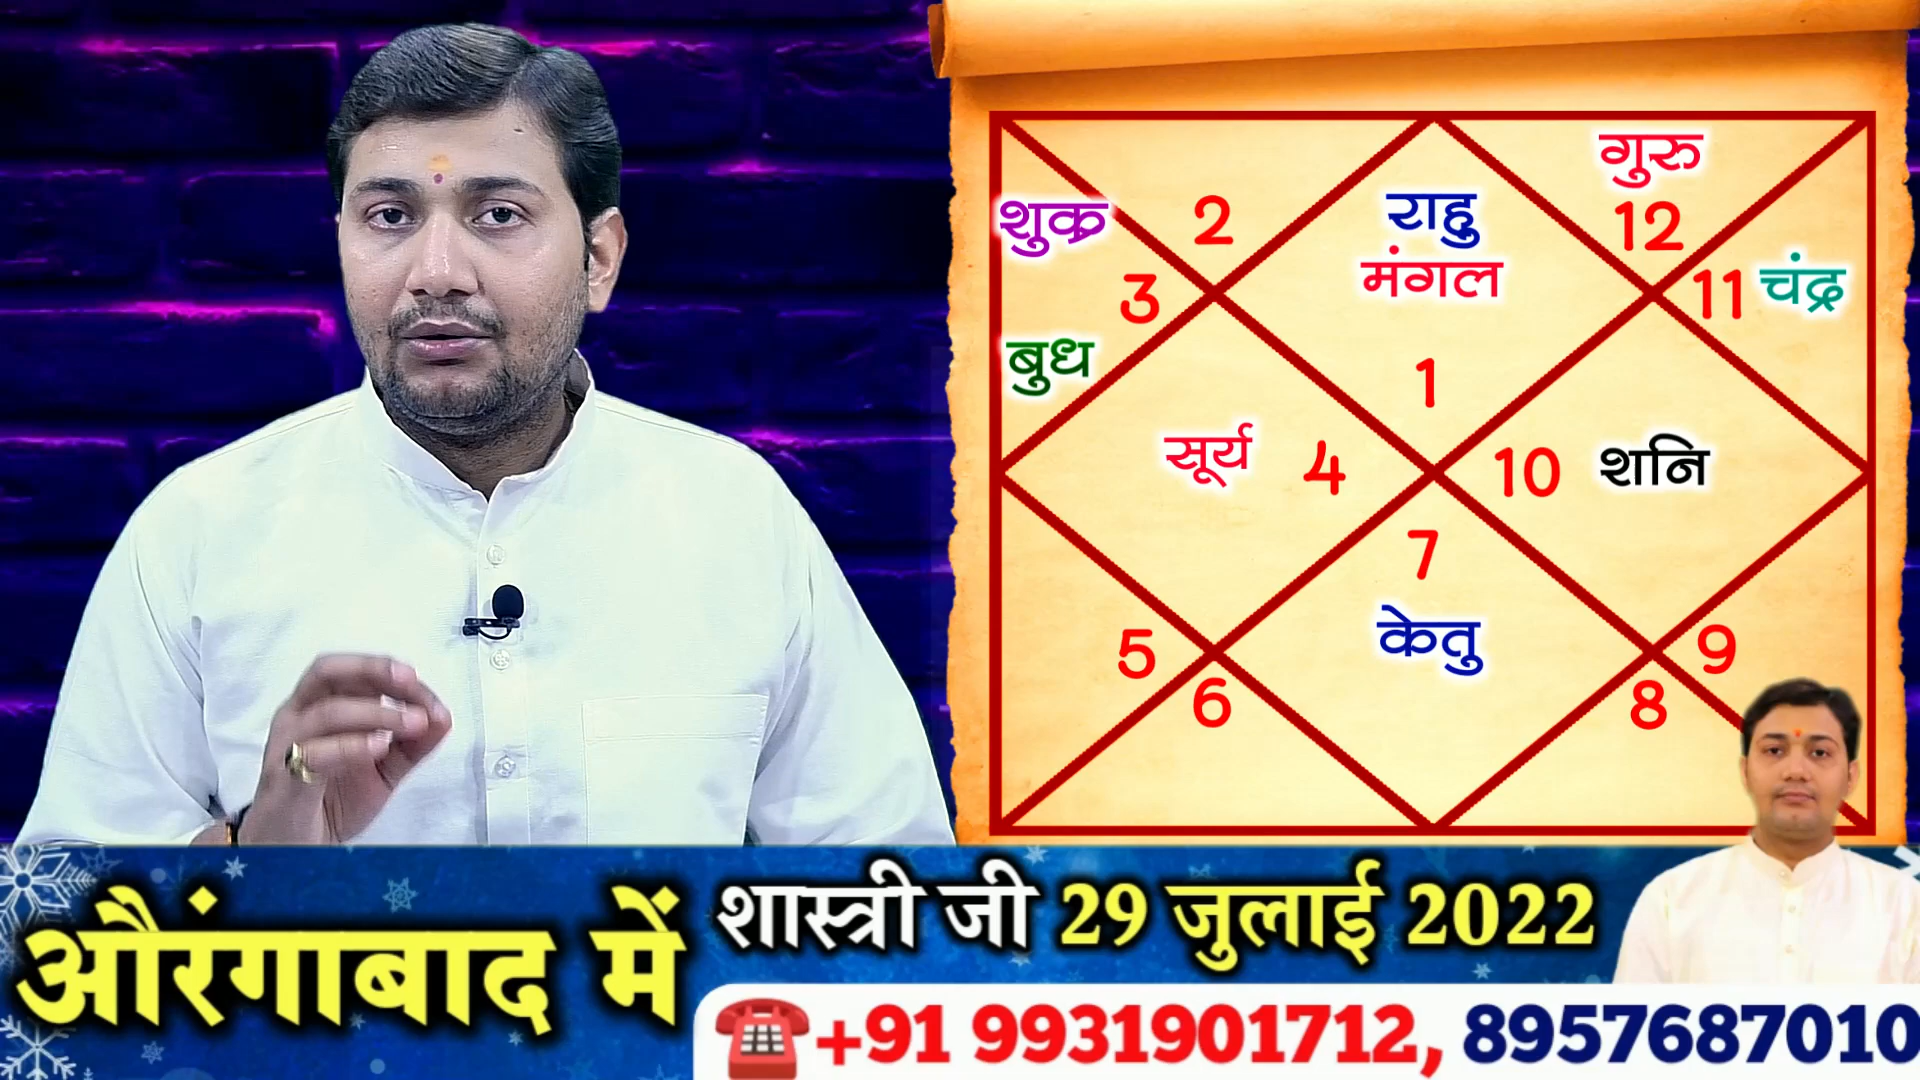 गुरु
शुक्र 2 राहु 12
मंगल
3 11 चंद्र
बुध
1
सूर्य 4 10 शनि
7
केतु
5 9
6 8
औरंगाबाद में
शास्त्री जी 29 जुलाई 2022
+91 9931901712, 8957687010